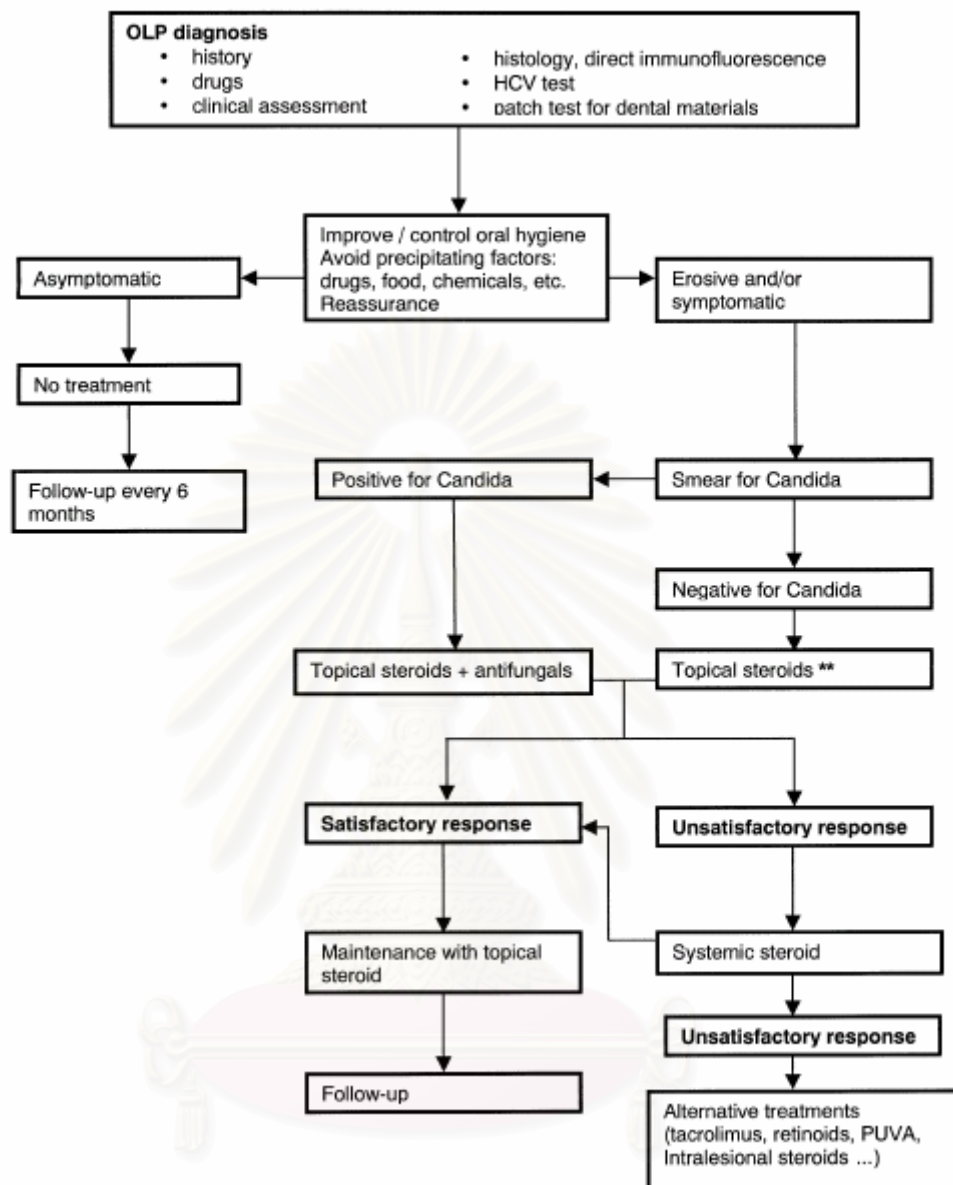 OLP diagnosis
• history
• drugs
• clinical assessment
• histology, direct immunofluorescence
• HCV test
• patch test for dental materials
Improve / control oral hygiene
Avoid precipitating factors:
drugs, food, chemicals, etc.
Reassurance
Asymptomatic
Erosive and/or
symptomatic
No treatment
Follow-up every 6
months
Positive for Candida
Smear for Candida
Negative for Candida
Topical steroids + antifungals
Topical steroids **
Satisfactory response
Unsatisfactory response
Maintenance with topical
steroid
Systemic steroid
Unsatisfactory response
Follow-up
Alternative treatments
(tacrolimus, retinoids, PUVA,
Intralesional steroids ...)